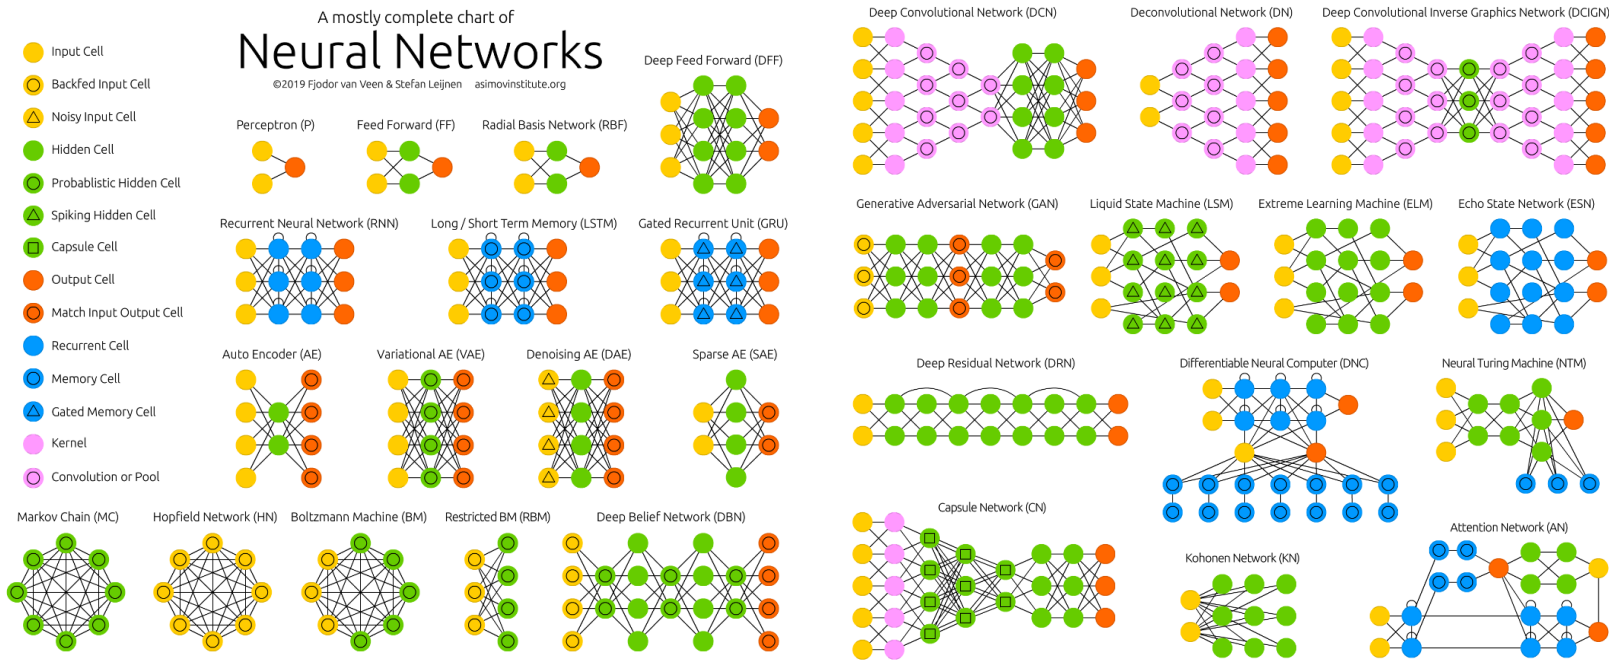 A mostly complete chart of
Neural Networks
©2019 Fjodor van Veen & Stefan Leijnen asimovinstitute.org
Input Cell
Backfed Input Cell
Noisy Input Cell
Hidden Cell
Probablistic Hidden Cell
Spiking Hidden Cell
Capsule Cell
Output Cell
Match Input Output Cell
Recurrent Cell
Memory Cell
Gated Memory Cell
Kernel
Convolution or Pool
Perceptron (P)
Feed Forward (FF)
Radial Basis Network (RBF)
Deep Feed Forward (DFF)
Recurrent Neural Network (RNN)
Long / Short Term Memory (LSTM)
Gated Recurrent Unit (GRU)
Auto Encoder (AE)
Variational AE (VAE)
Denoising AE (DAE)
Sparse AE (SAE)
Markov Chain (MC)
Hopfield Network (HN)
Boltzmann Machine (BM)
Restricted BM (RBM)
Deep Belief Network (DBN)
Deep Convolutional Network (DCN)
Deconvolutional Network (DN)
Deep Convolutional Inverse Graphics Network (DCIGN)
Generative Adversarial Network (GAN)
Liquid State Machine (LSM)
Extreme Learning Machine (ELM)
Echo State Network (ESN)
Deep Residual Network (DRN)
Differentiable Neural Computer (DNC)
Neural Turing Machine (NTM)
Capsule Network (CN)
Kohonen Network (KN)
Attention Network (AN)